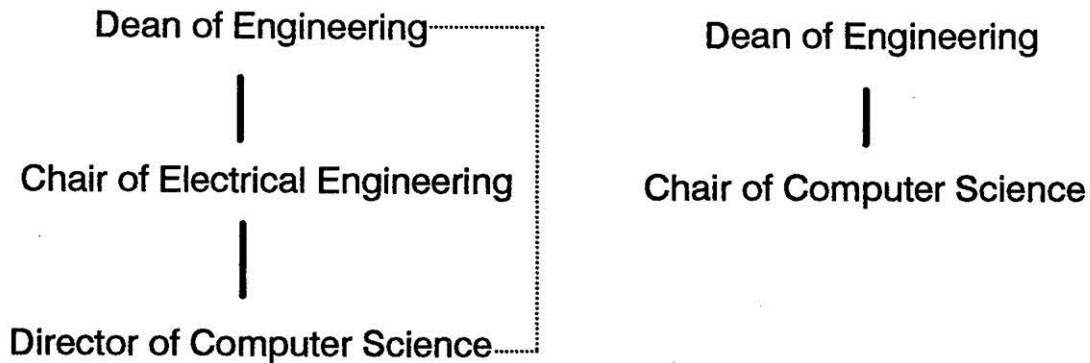 Dean of Engineering
Chair of Electrical Engineering
Director of Computer Science
Dean of Engineering
Chair of Computer Science